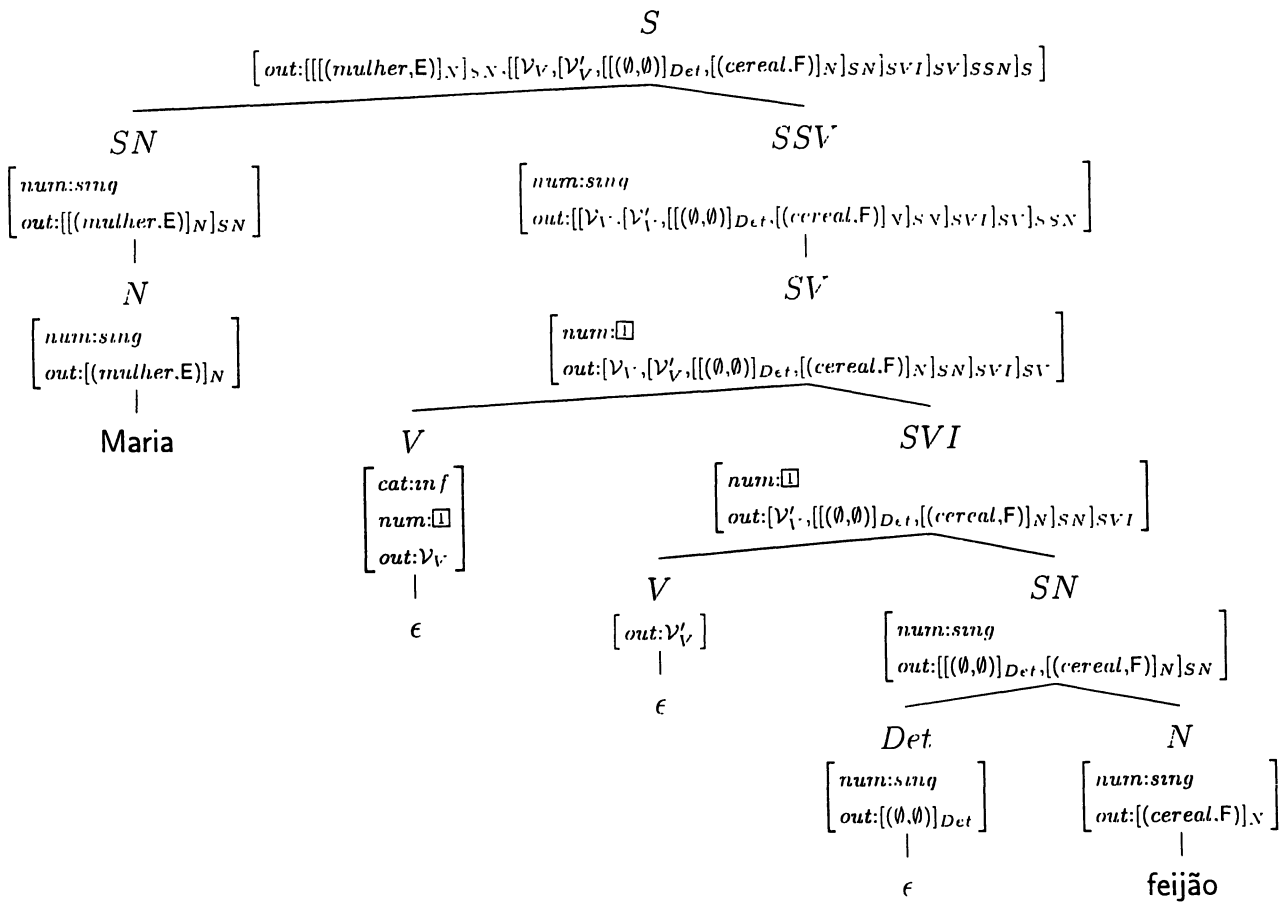 S
[out:[[[(mulher,E)]N]SN,[[𝒱V,[𝒱′V,[[[(∅,∅)]Det,[(cereal.F)]N]SN]SVI]SV]SSN]S]
SN SSV
num:sing num:sing
out:[[[(mulher.E)]N]SN out:[[𝒱V,[𝒱′V,[[[(∅,∅)]Det,[(cereal.F)]N]SN]SVI]SV]SSN
N SV
num:sing num:1
out:[(mulher.E)]N out:[𝒱V,[𝒱′V,[[[(∅,∅)]Det,[(cereal.F)]N]SN]SVI]SV
Maria V SVI
cat:inf num:1
num:1 out:[𝒱′V,[[[(∅,∅)]Det,[(cereal,F)]N]SN]SVI
out:𝒱V
V SN
ϵ [out:𝒱′V] num:sing
out:[[(∅,∅)]Det,[(cereal,F)]N]SN
ϵ
Det N
num:sing num:sing
out:[(∅,∅)]Det out:[(cereal.F)]N
ϵ feijão